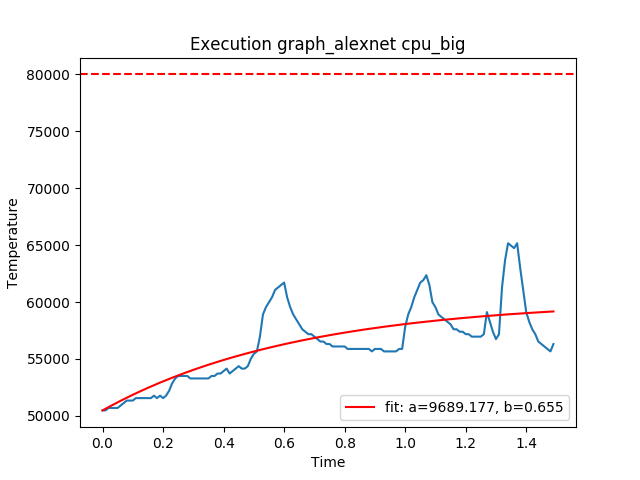 Execution graph_alexnet cpu_big
80000
75000
70000
65000
60000
55000
50000
Temperature
0.0 0.2 0.4 0.6 0.8 1.0 1.2 1.4
Time
fit: a=9689.177, b=0.655